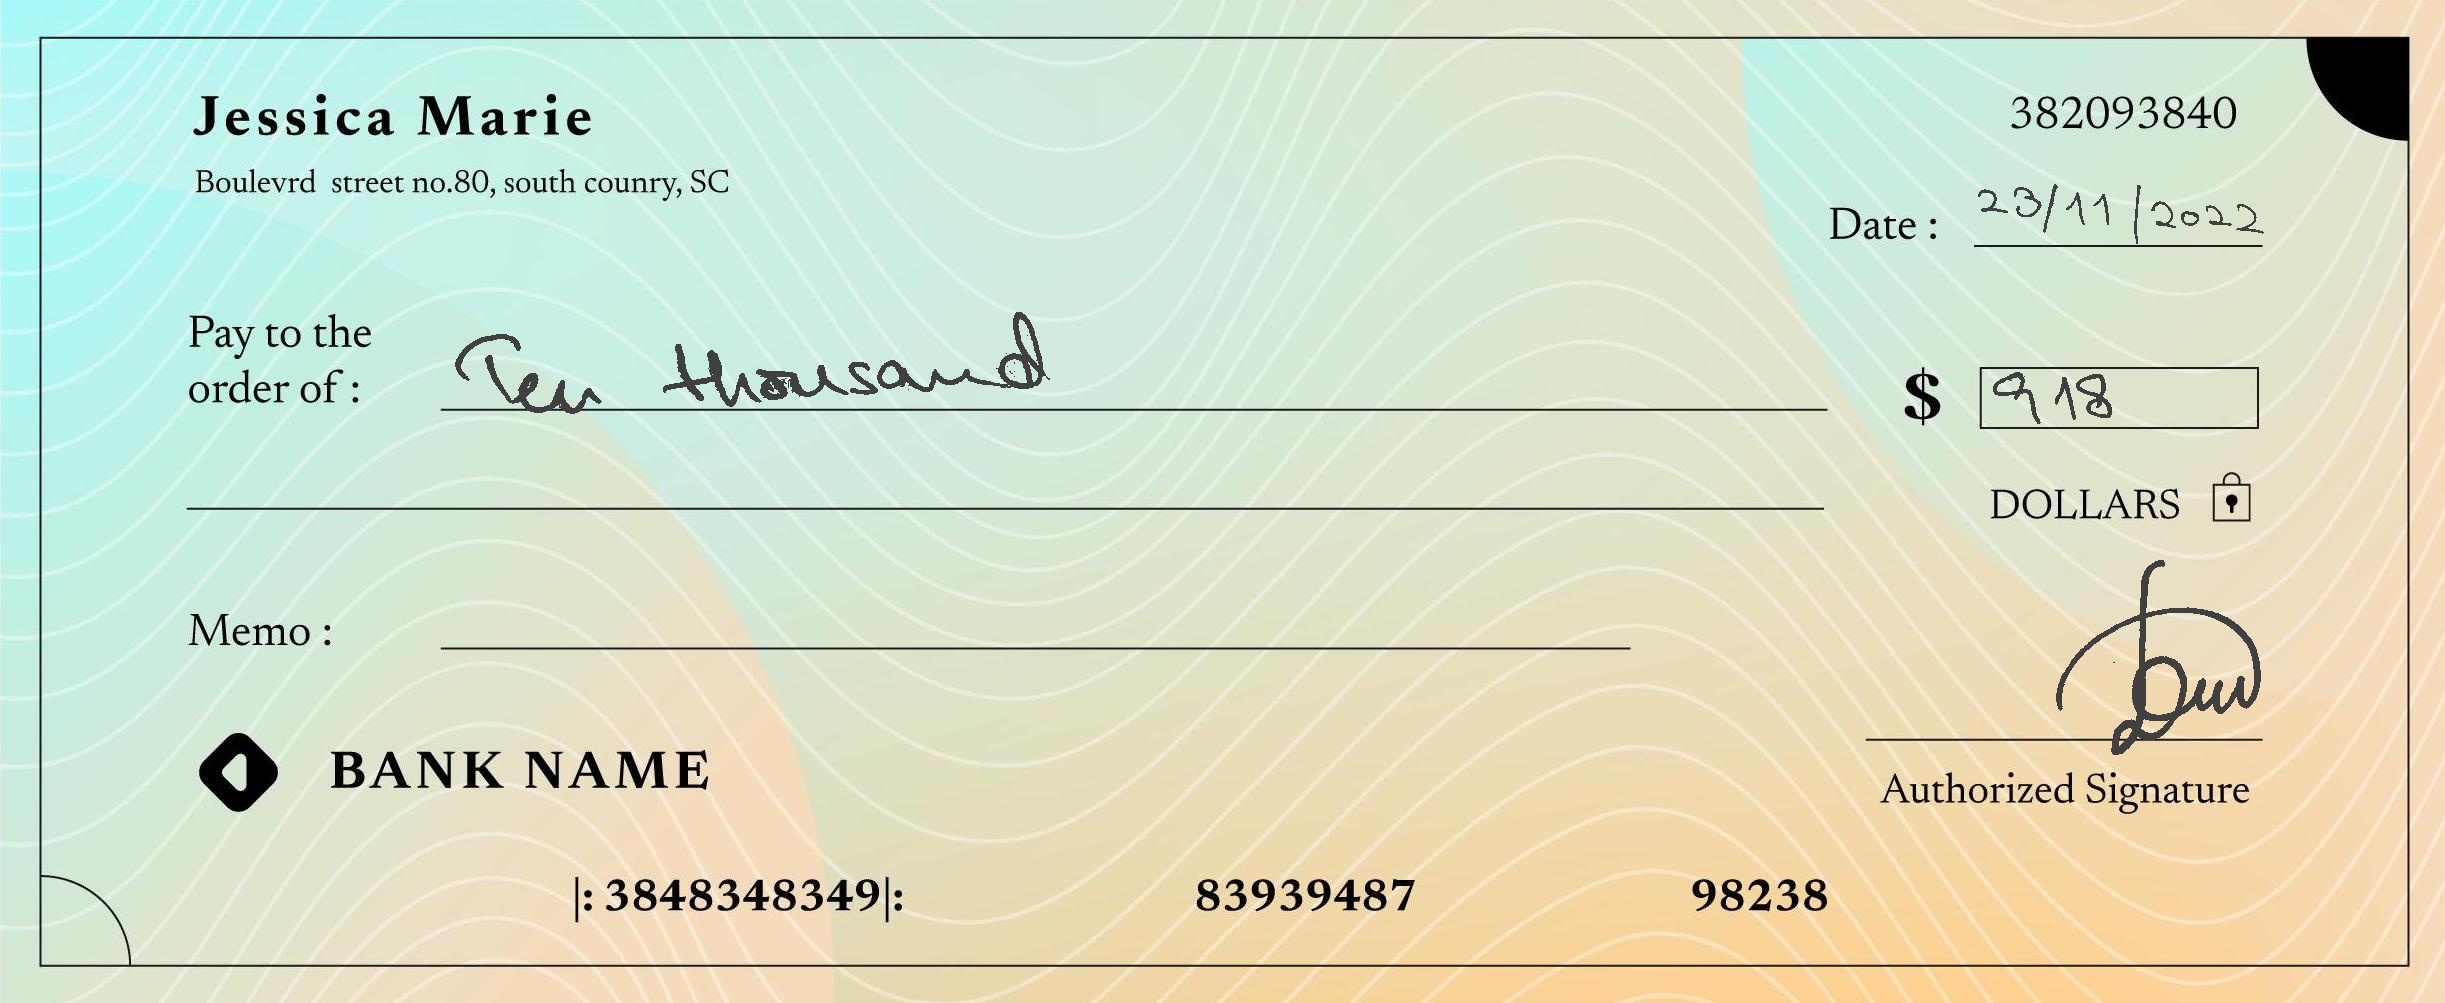 Jessica Marie
382093840
Boulevrd street no.80, south counry, SC
Date : 23/11/2022
Pay to the
order of : Ten thousand
$ 918
DOLLARS
Memo :
BANK NAME
Authorized Signature
|: 3848348349|: 83939487 98238